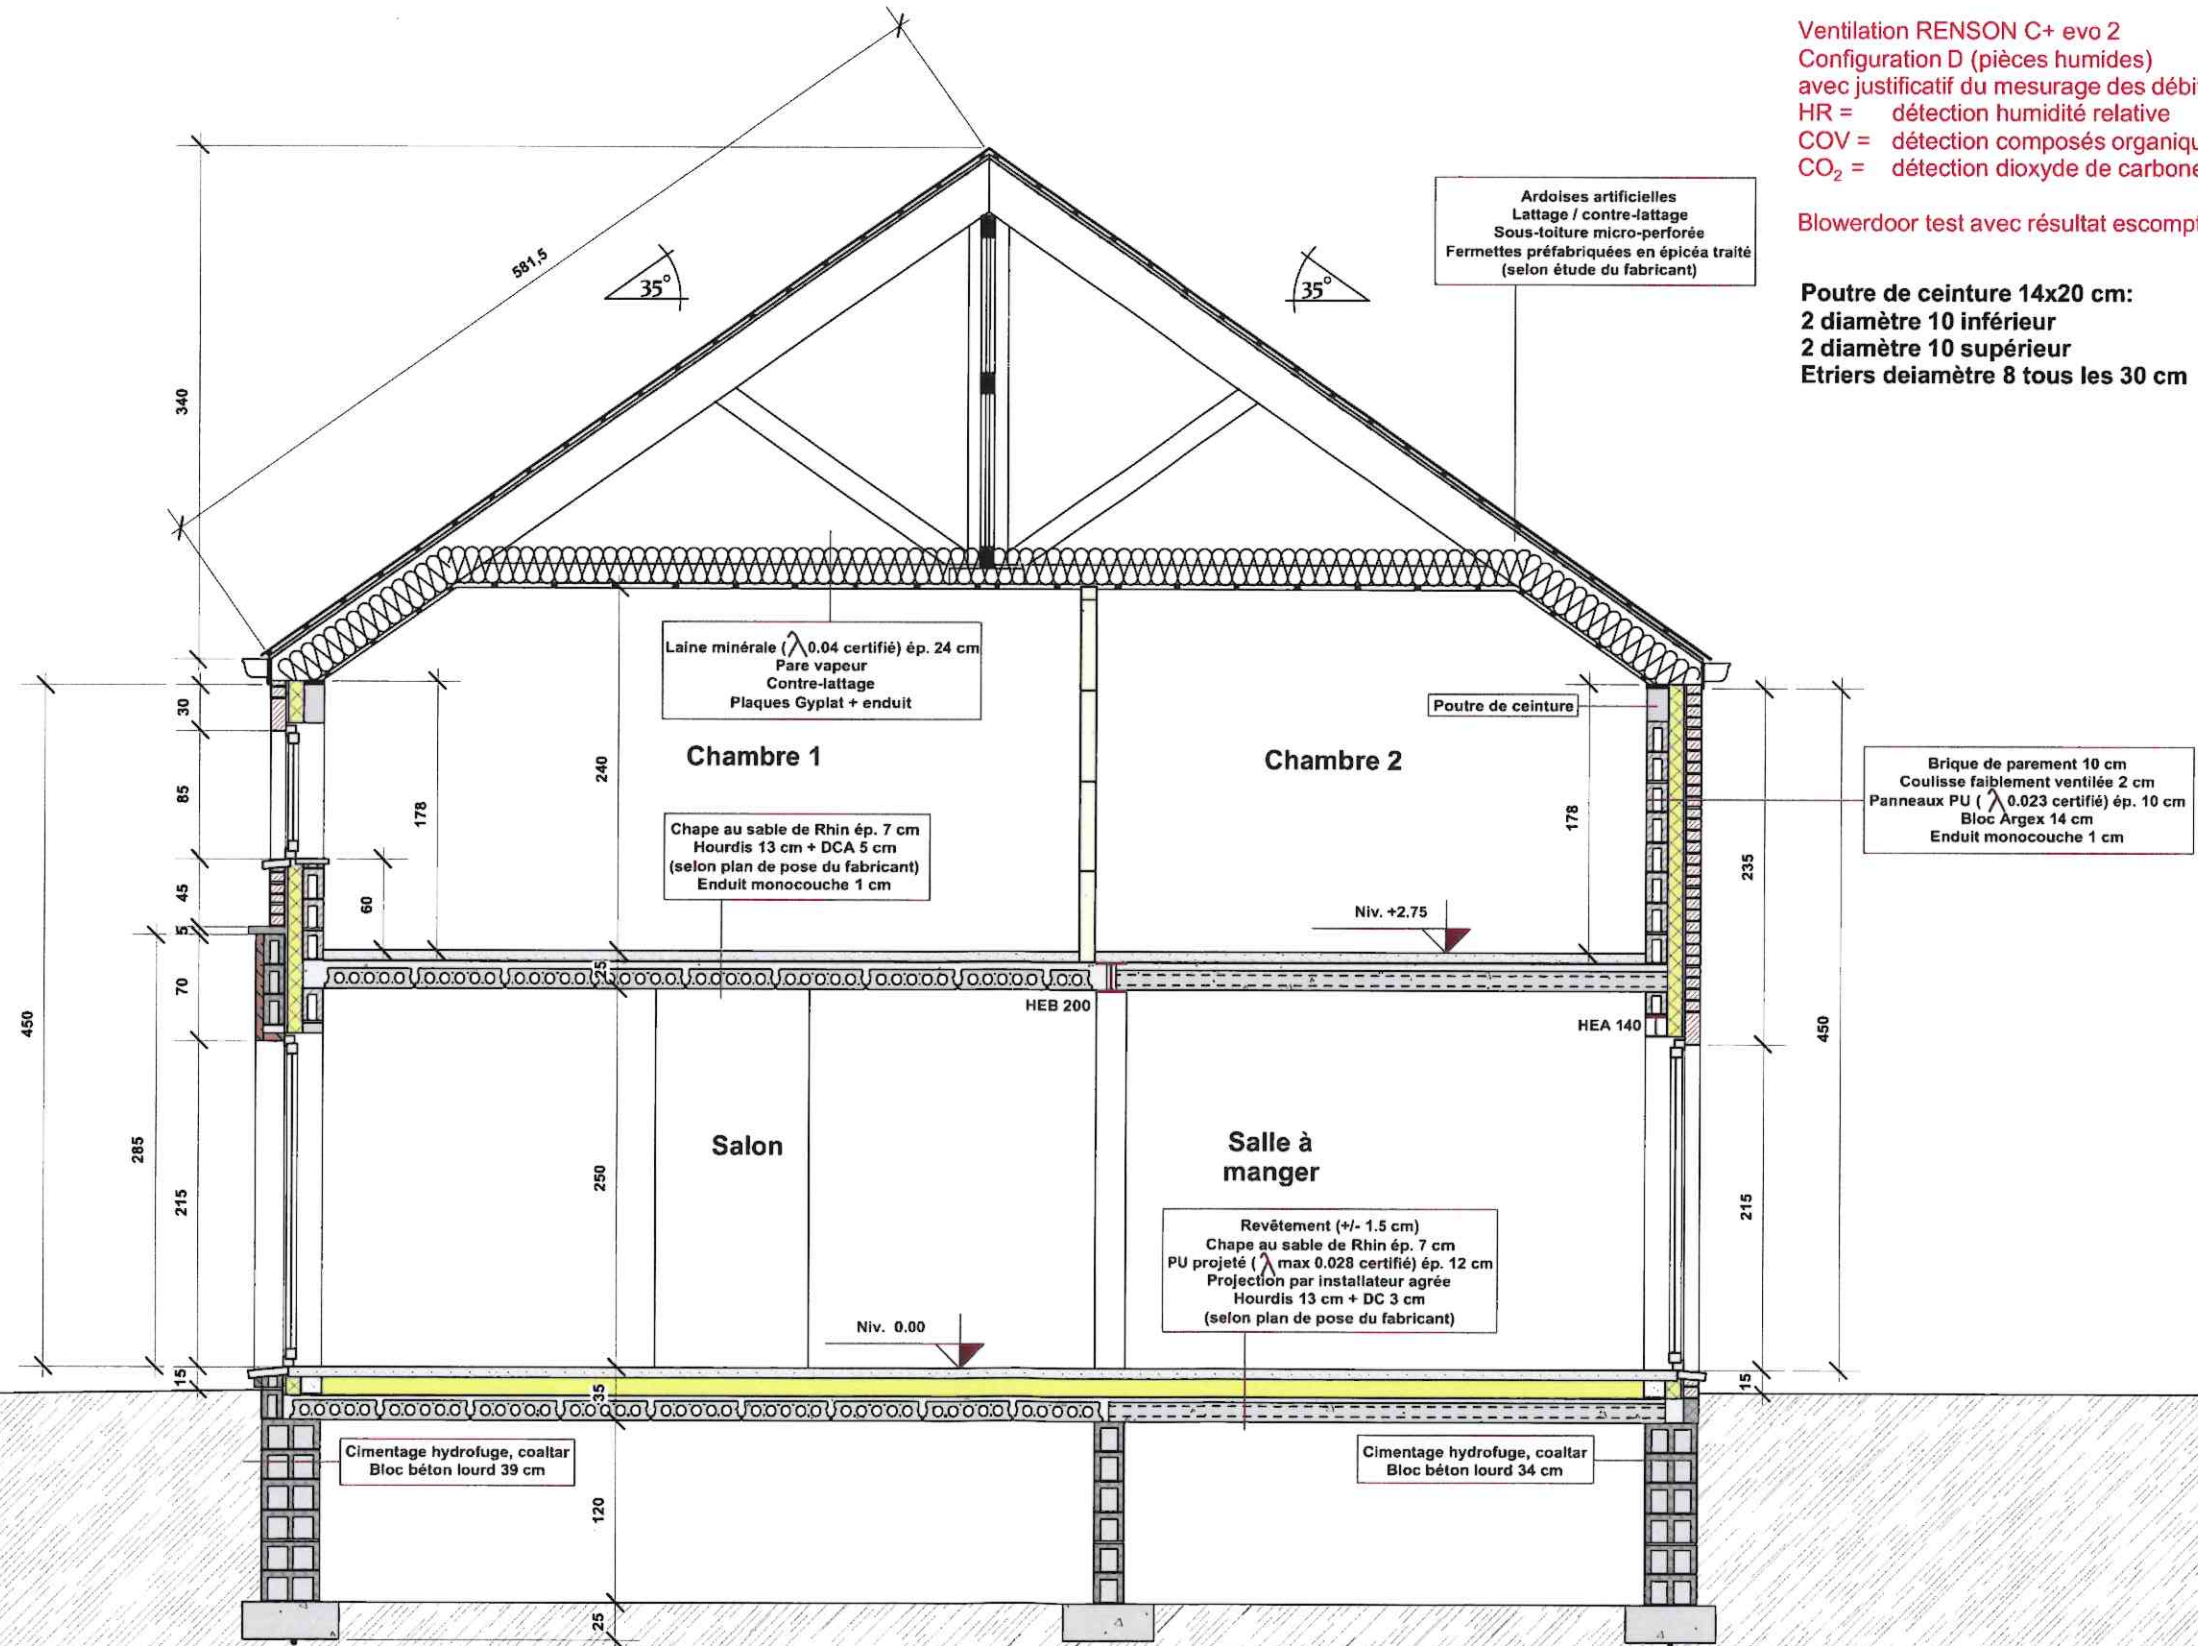 Ventilation RENSON C+ evo 2
Configuration D (pièces humides)
avec justificatif du mesurage des débi
HR = détection humidité relative
COV = détection composés organiqu
CO₂ = détection dioxyde de carbone
Blowerdoor test avec résultat escompt
Poutre de ceinture 14x20 cm:
2 diamètre 10 inférieur
2 diamètre 10 supérieur
Etriers deiamètre 8 tous les 30 cm
Ardoises artificielles
Lattage / contre-lattage
Sous-toiture micro-perforée
Fermettes préfabriquées en épicéa traité
(selon étude du fabricant)
581,5
35°
35°
340
Laine minérale (λ0.04 certifié) ép. 24 cm
Pare vapeur
Contre-lattage
Plaques Gyplat + enduit
Poutre de ceinture
Chambre 1
Chambre 2
Brique de parement 10 cm
Coulisse faiblement ventilée 2 cm
Panneaux PU ( λ0.023 certifié) ép. 10 cm
Bloc Argex 14 cm
Enduit monocouche 1 cm
Chape au sable de Rhin ép. 7 cm
Hourdis 13 cm + DCA 5 cm
(selon plan de pose du fabricant)
Enduit monocouche 1 cm
30
85
45
5
70
215
15
450
285
60
178
240
25
250
35
120
25
178
235
215
15
450
Niv. +2.75
HEB 200
HEA 140
Salon
Salle à
manger
Revêtement (+/- 1.5 cm)
Chape au sable de Rhin ép. 7 cm
PU projeté ( λ max 0.028 certifié) ép. 12 cm
Projection par installateur agrée
Hourdis 13 cm + DC 3 cm
(selon plan de pose du fabricant)
Niv. 0.00
Cimentage hydrofuge, coaltar
Bloc béton lourd 39 cm
Cimentage hydrofuge, coaltar
Bloc béton lourd 34 cm